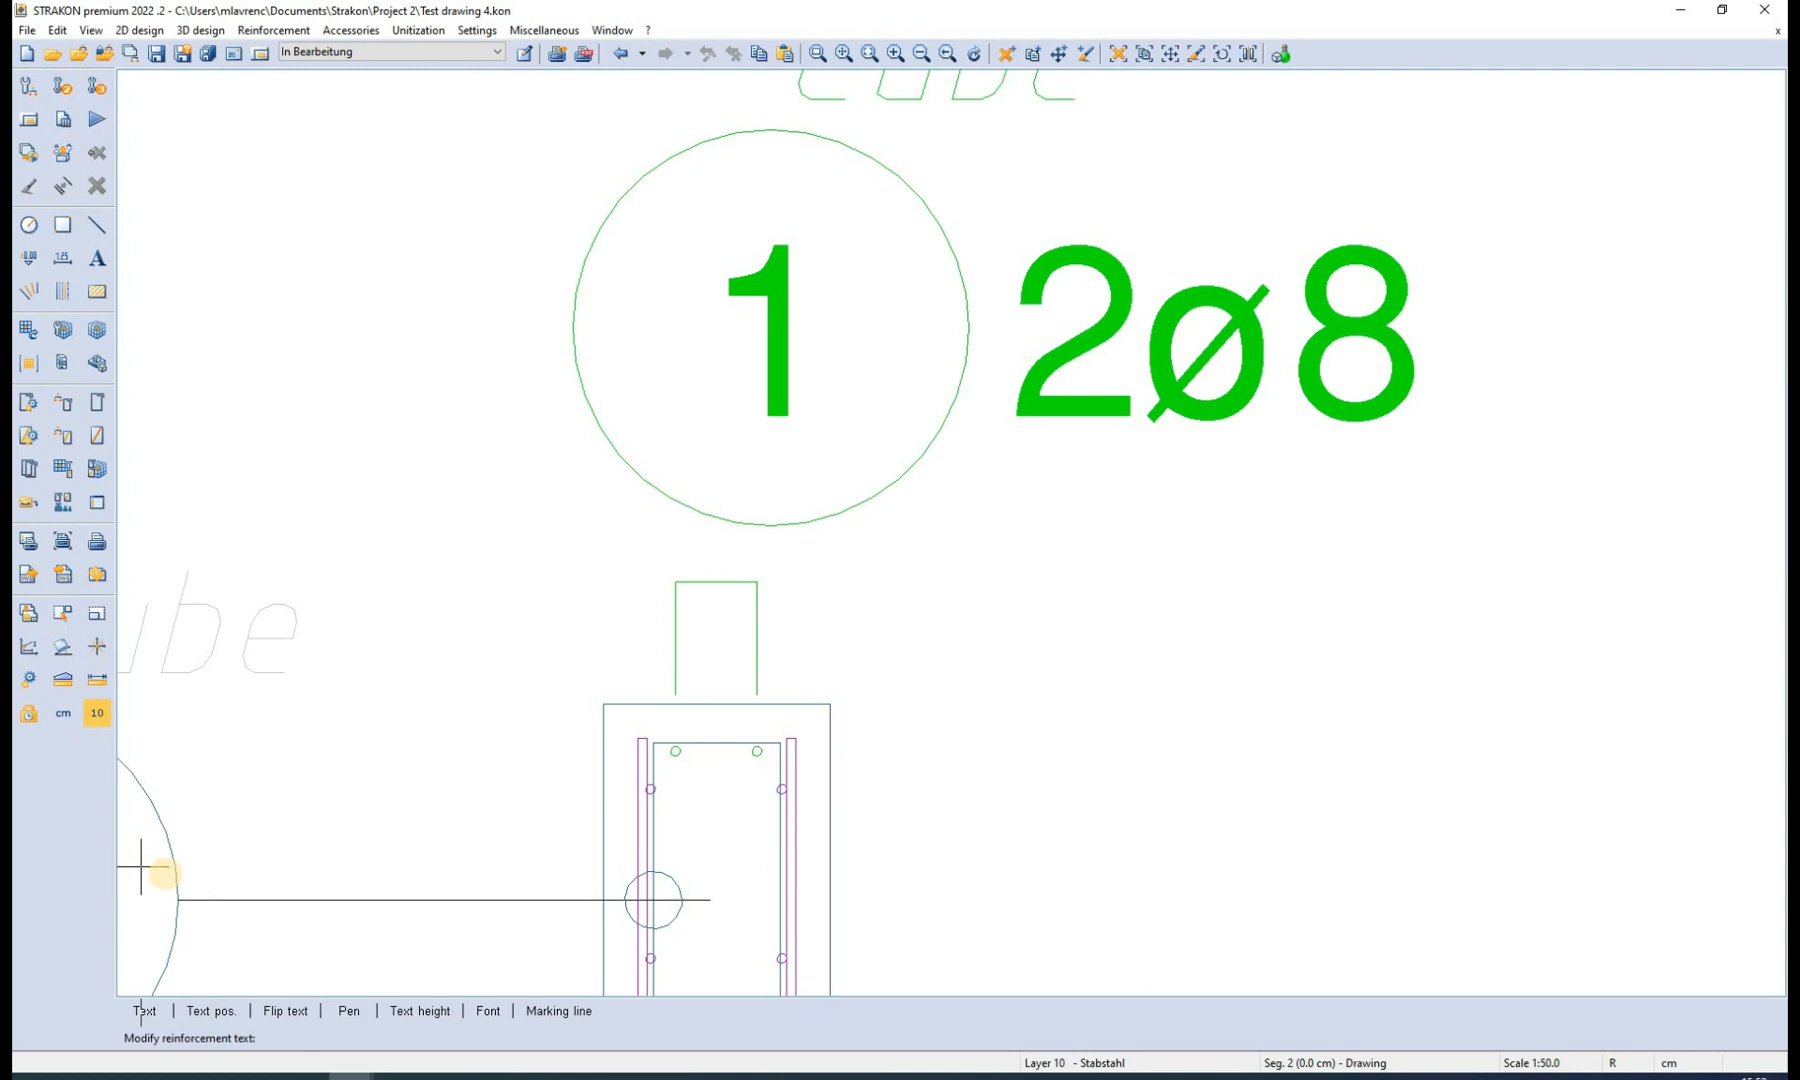 STRAKON premium 2022 .2 - C:\Users\mlavrenc\Documents\Strakon\Project 2\Test drawing 4.kon
File Edit View 2D design 3D design Reinforcement Accessories Unitization Settings Miscellaneous Window ?
In Bearbeitung
1 2ø8
ube
cm 10
Text Text pos. Flip text Pen Text height Font Marking line
Modify reinforcement text:
Layer 10 - Stabstahl Seg. 2 (0.0 cm) - Drawing Scale 1:50.0 R cm